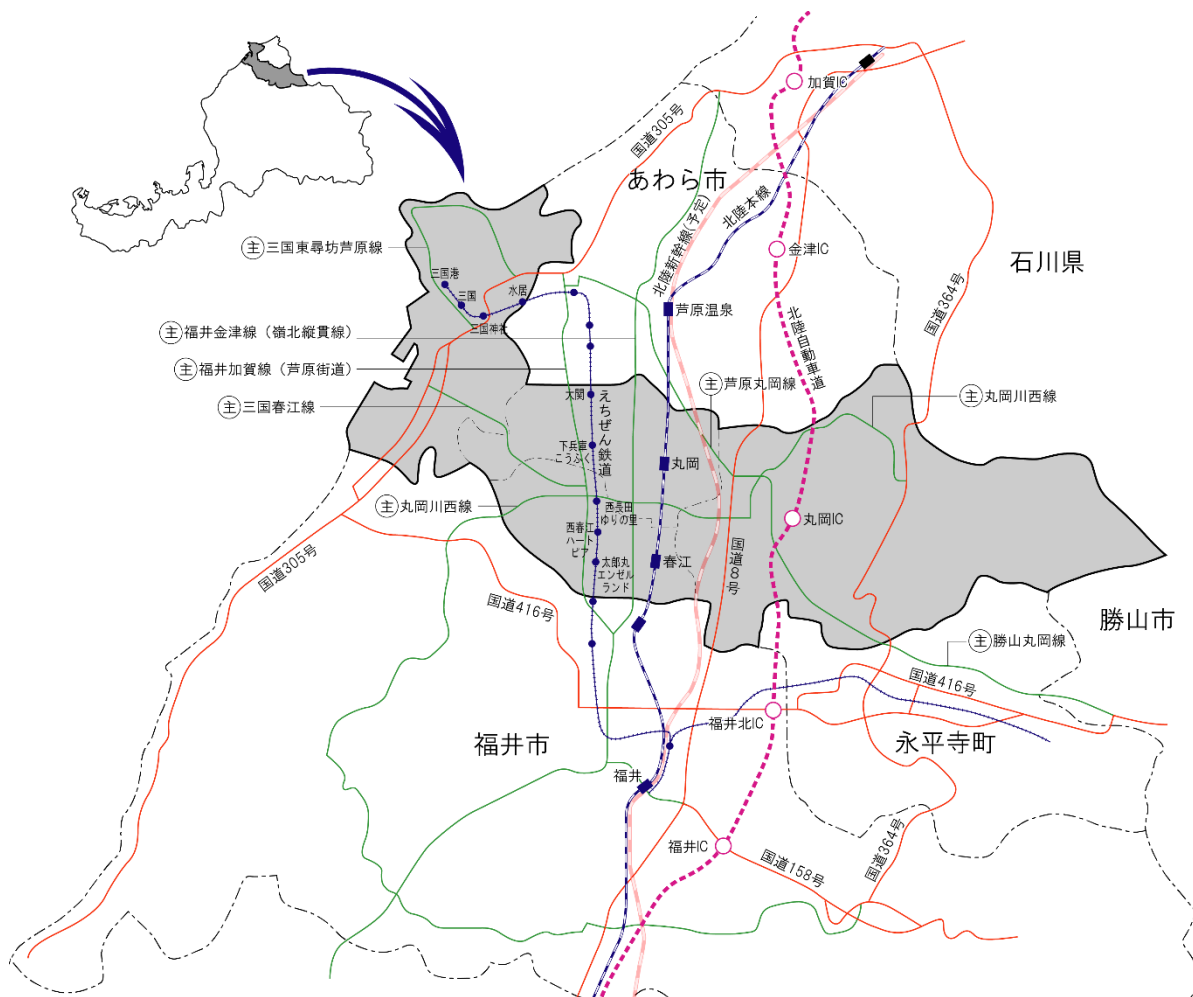 加賀IC
国道305号
あわら市
北陸新幹線(予定)
北陸本線
主三国東尋坊芦原線
金津IC
石川県
国道364号
三国港
三国
水居
三国神社
芦原温泉
北陸自動車道
主福井金津線（嶺北縦貫線）
主福井加賀線（芦原街道）
主芦原丸岡線
主丸岡川西線
大関
えちぜん鉄道
主三国春江線
下兵庫
こうふく
丸岡
主丸岡川西線
西長田
ゆりの里
丸岡IC
西春江
ハート
ピア
太郎丸
エンゼル
ランド
春江
国道8号
国道305号
国道416号
勝山市
主勝山丸岡線
国道416号
福井北IC
福井市
永平寺町
福井
福井IC
国道158号
国道364号